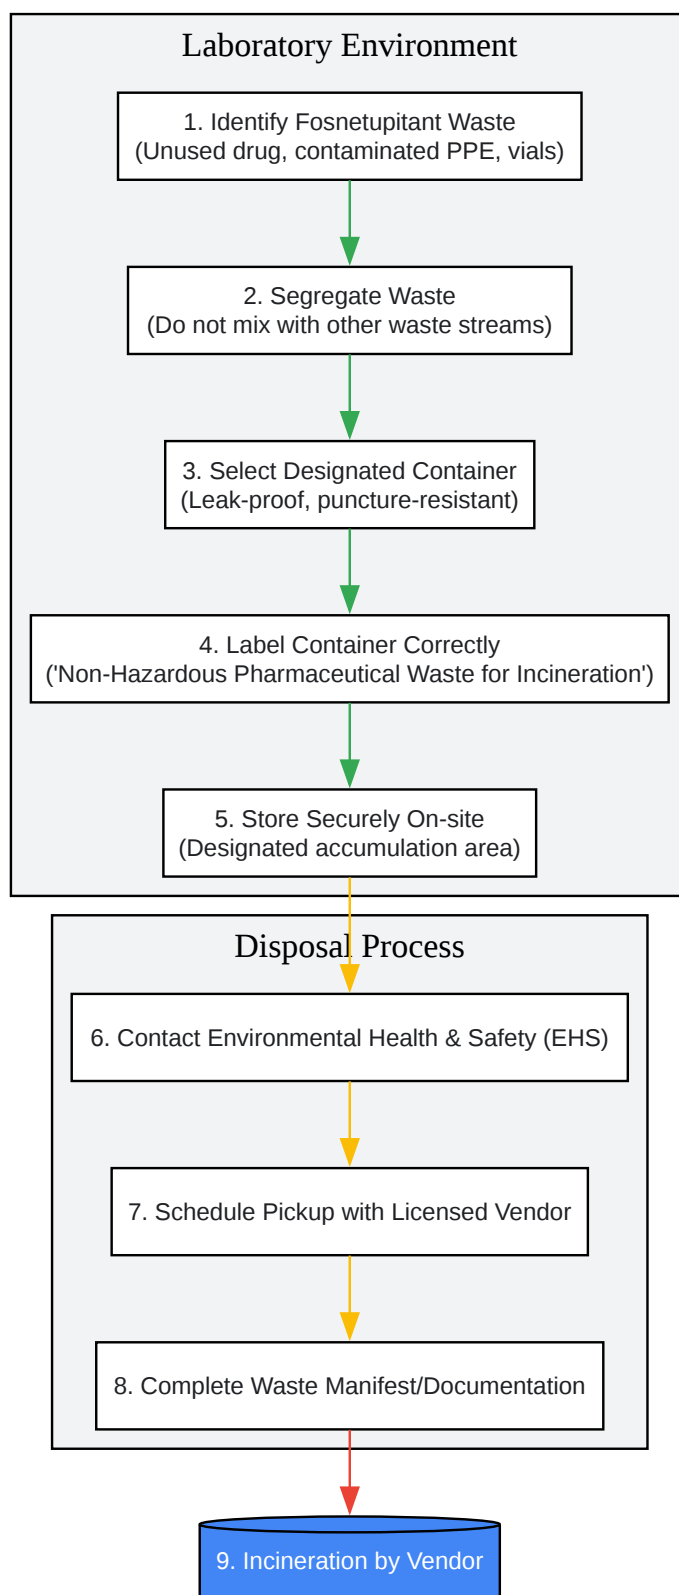 Laboratory Environment
1. Identify Fosnetupitant Waste
(Unused drug, contaminated PPE, vials)
2. Segregate Waste
(Do not mix with other waste streams)
3. Select Designated Container
(Leak-proof, puncture-resistant)
4. Label Container Correctly
('Non-Hazardous Pharmaceutical Waste for Incineration')
5. Store Securely On-site
(Designated accumulation area)
Disposal Process
6. Contact Environmental Health & Safety (EHS)
7. Schedule Pickup with Licensed Vendor
8. Complete Waste Manifest/Documentation
9. Incineration by Vendor